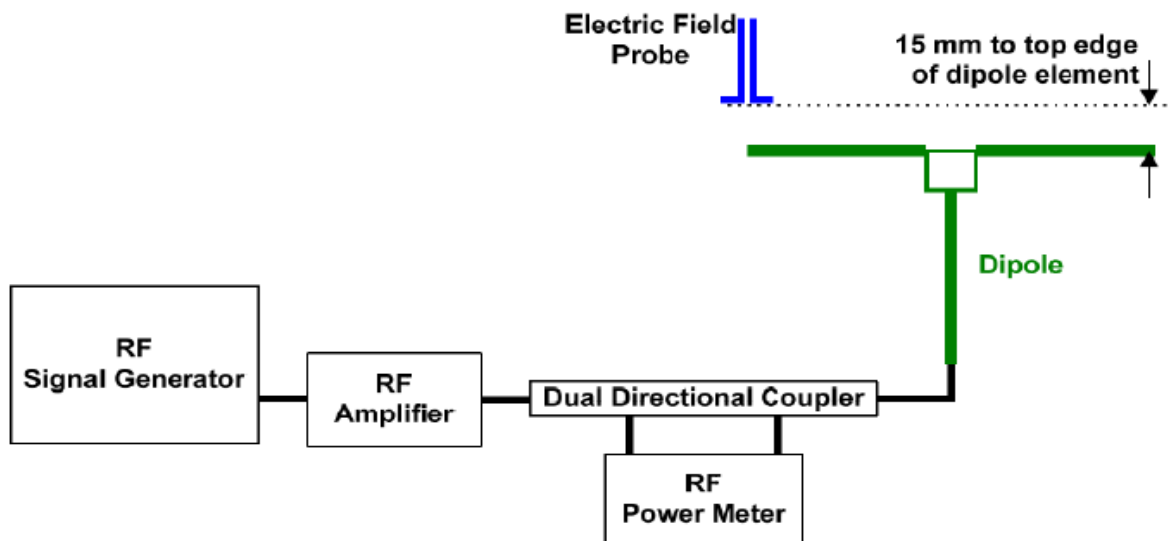 Electric Field
Probe
15 mm to top edge
of dipole element
Dipole
RF
Signal Generator
RF
Amplifier
Dual Directional Coupler
RF
Power Meter